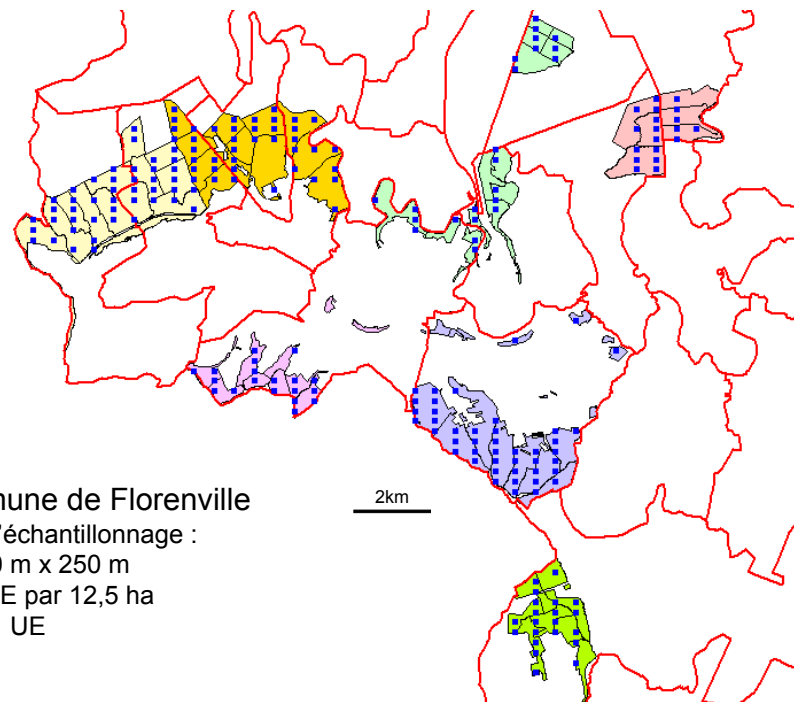 2km
mune de Florenville
l'échantillonnage :
0 m x 250 m
E par 12,5 ha
UE